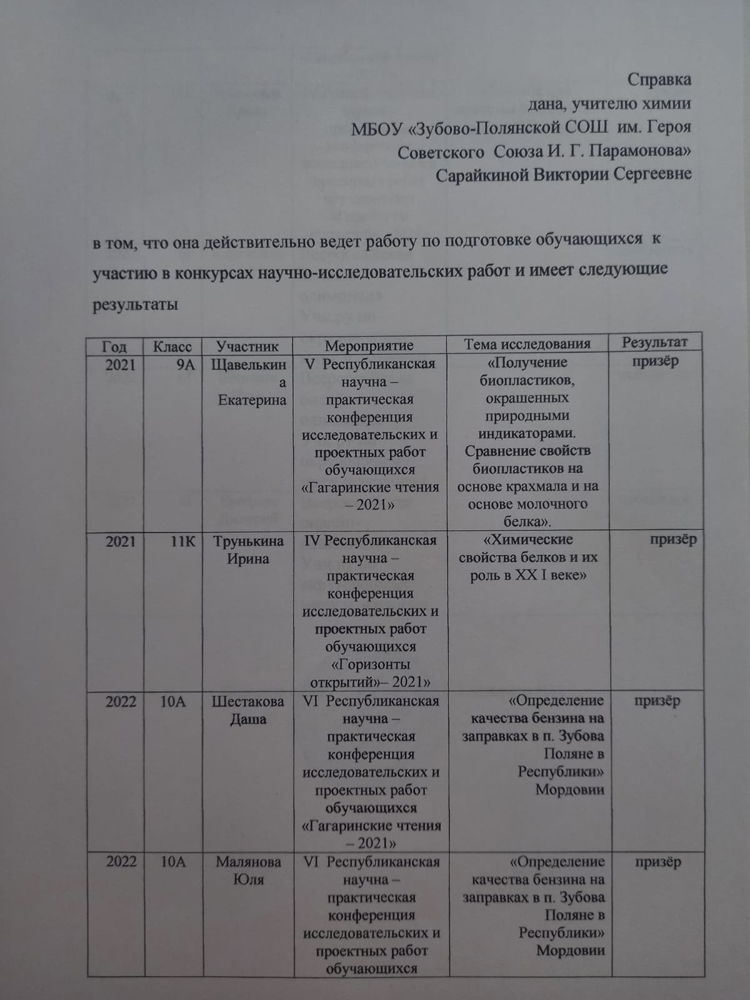 Справка
дана, учителю химии
МБОУ «Зубово-Полянской СОШ им. Героя
Советского Союза И. Г. Парамонова»
Сарайкиной Виктории Сергеевне
в том, что она действительно ведет работу по подготовке обучающихся к
участию в конкурсах научно-исследовательских работ и имеет следующие
результаты
Год Класс Участник Мероприятие Тема исследования Результат
2021 9А Щавелькин V Республиканская «Получение призёр
научна – биопластиков,
а
практическая окрашенных
Екатерина
конференция природными
исследовательских и индикаторами.
проектных работ Сравнение свойств
обучающихся биопластиков на
«Гагаринские чтения основе крахмала и на
– 2021» основе молочного
белка».
2021 11К Трунькина IV Республиканская «Химические призёр
Ирина научна – свойства белков и их
практическая роль в XX I веке»
конференция
исследовательских и
проектных работ
обучающихся
«Горизонты
открытий»– 2021»
2022 10А Шестакова VI Республиканская «Определение призёр
Даша научна – качества бензина на
практическая заправках в п. Зубова
конференция Поляне в
исследовательских и Республики»
проектных работ Мордовии
обучающихся
«Гагаринские чтения
– 2021»
2022 10А Малянова VI Республиканская «Определение призёр
Юля научна – качества бензина на
практическая заправках в п. Зубова
конференция Поляне в
исследовательских и Республики»
проектных работ Мордовии
обучающихся